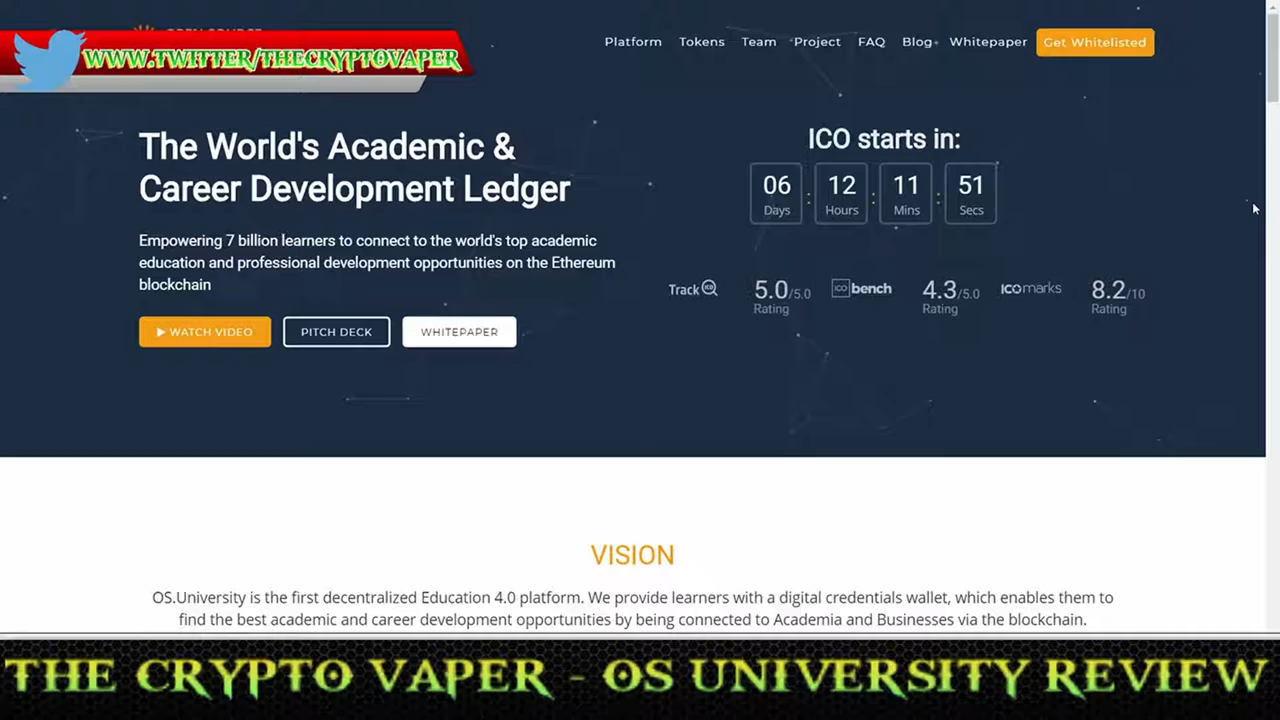 WWW.TWITTER/THECRYPTOVAPER
Platform Tokens Team Project FAQ Blog Whitepaper Get Whitelisted
The World's Academic &
Career Development Ledger
Empowering 7 billion learners to connect to the world's top academic
education and professional development opportunities on the Ethereum
blockchain
▶ WATCH VIDEO PITCH DECK WHITEPAPER
ICO starts in:
06 : 12 : 11 : 51
Days Hours Mins Secs
Track ICO 5.0/5.0 ICO bench 4.3/5.0 ICOmarks 8.2/10
Rating Rating Rating
VISION
OS.University is the first decentralized Education 4.0 platform. We provide learners with a digital credentials wallet, which enables them to
find the best academic and career development opportunities by being connected to Academia and Businesses via the blockchain.
THE CRYPTO VAPER - OS UNIVERSITY REVIEW